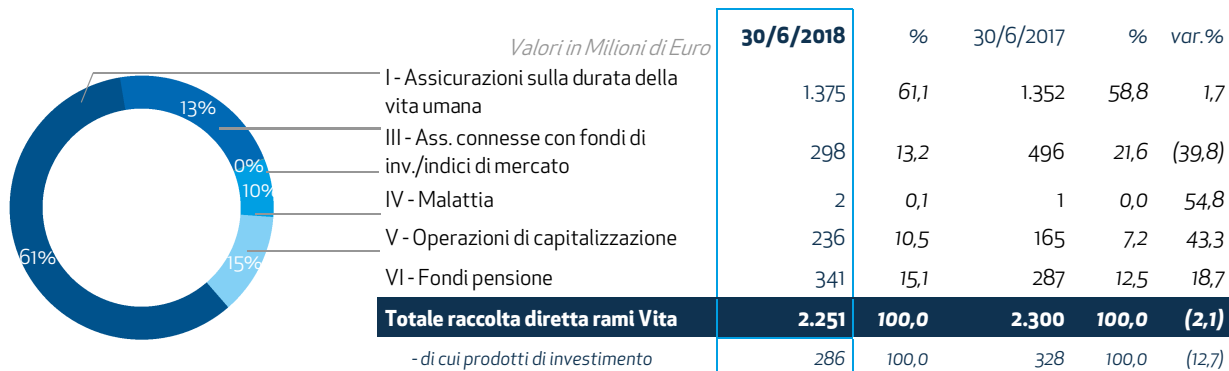 Valori in Milioni di Euro 30/6/2018 % 30/6/2017 % var.%
I - Assicurazioni sulla durata della
vita umana 1.375 61,1 1.352 58,8 1,7
III - Ass. connesse con fondi di
inv./indici di mercato 298 13,2 496 21,6 (39,8)
IV - Malattia 2 0,1 1 0,0 54,8
V - Operazioni di capitalizzazione 236 10,5 165 7,2 43,3
VI - Fondi pensione 341 15,1 287 12,5 18,7
Totale raccolta diretta rami Vita 2.251 100,0 2.300 100,0 (2,1)
- di cui prodotti di investimento 286 100,0 328 100,0 (12,7)
13%
0%
10%
15%
61%